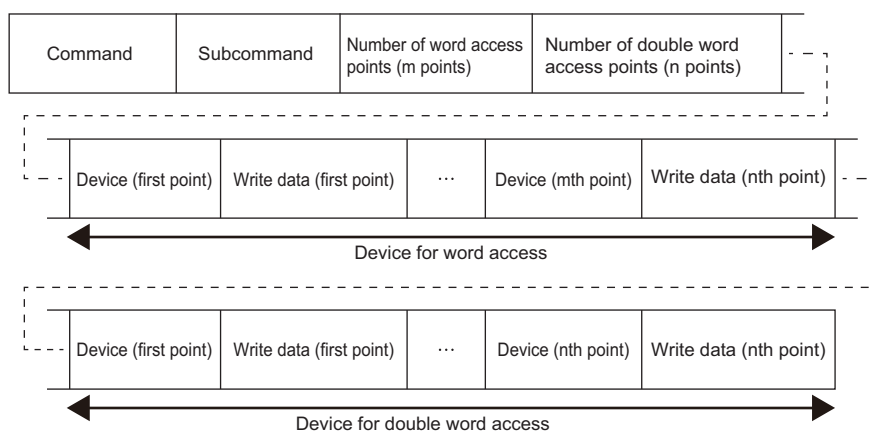 Command
Subcommand
Number of word access
points (m points)
Number of double word
access points (n points)
Device (first point)
Write data (first point)
···
Device (mth point)
Write data (nth point)
Device for word access
Device (first point)
Write data (first point)
···
Device (nth point)
Write data (nth point)
Device for double word access